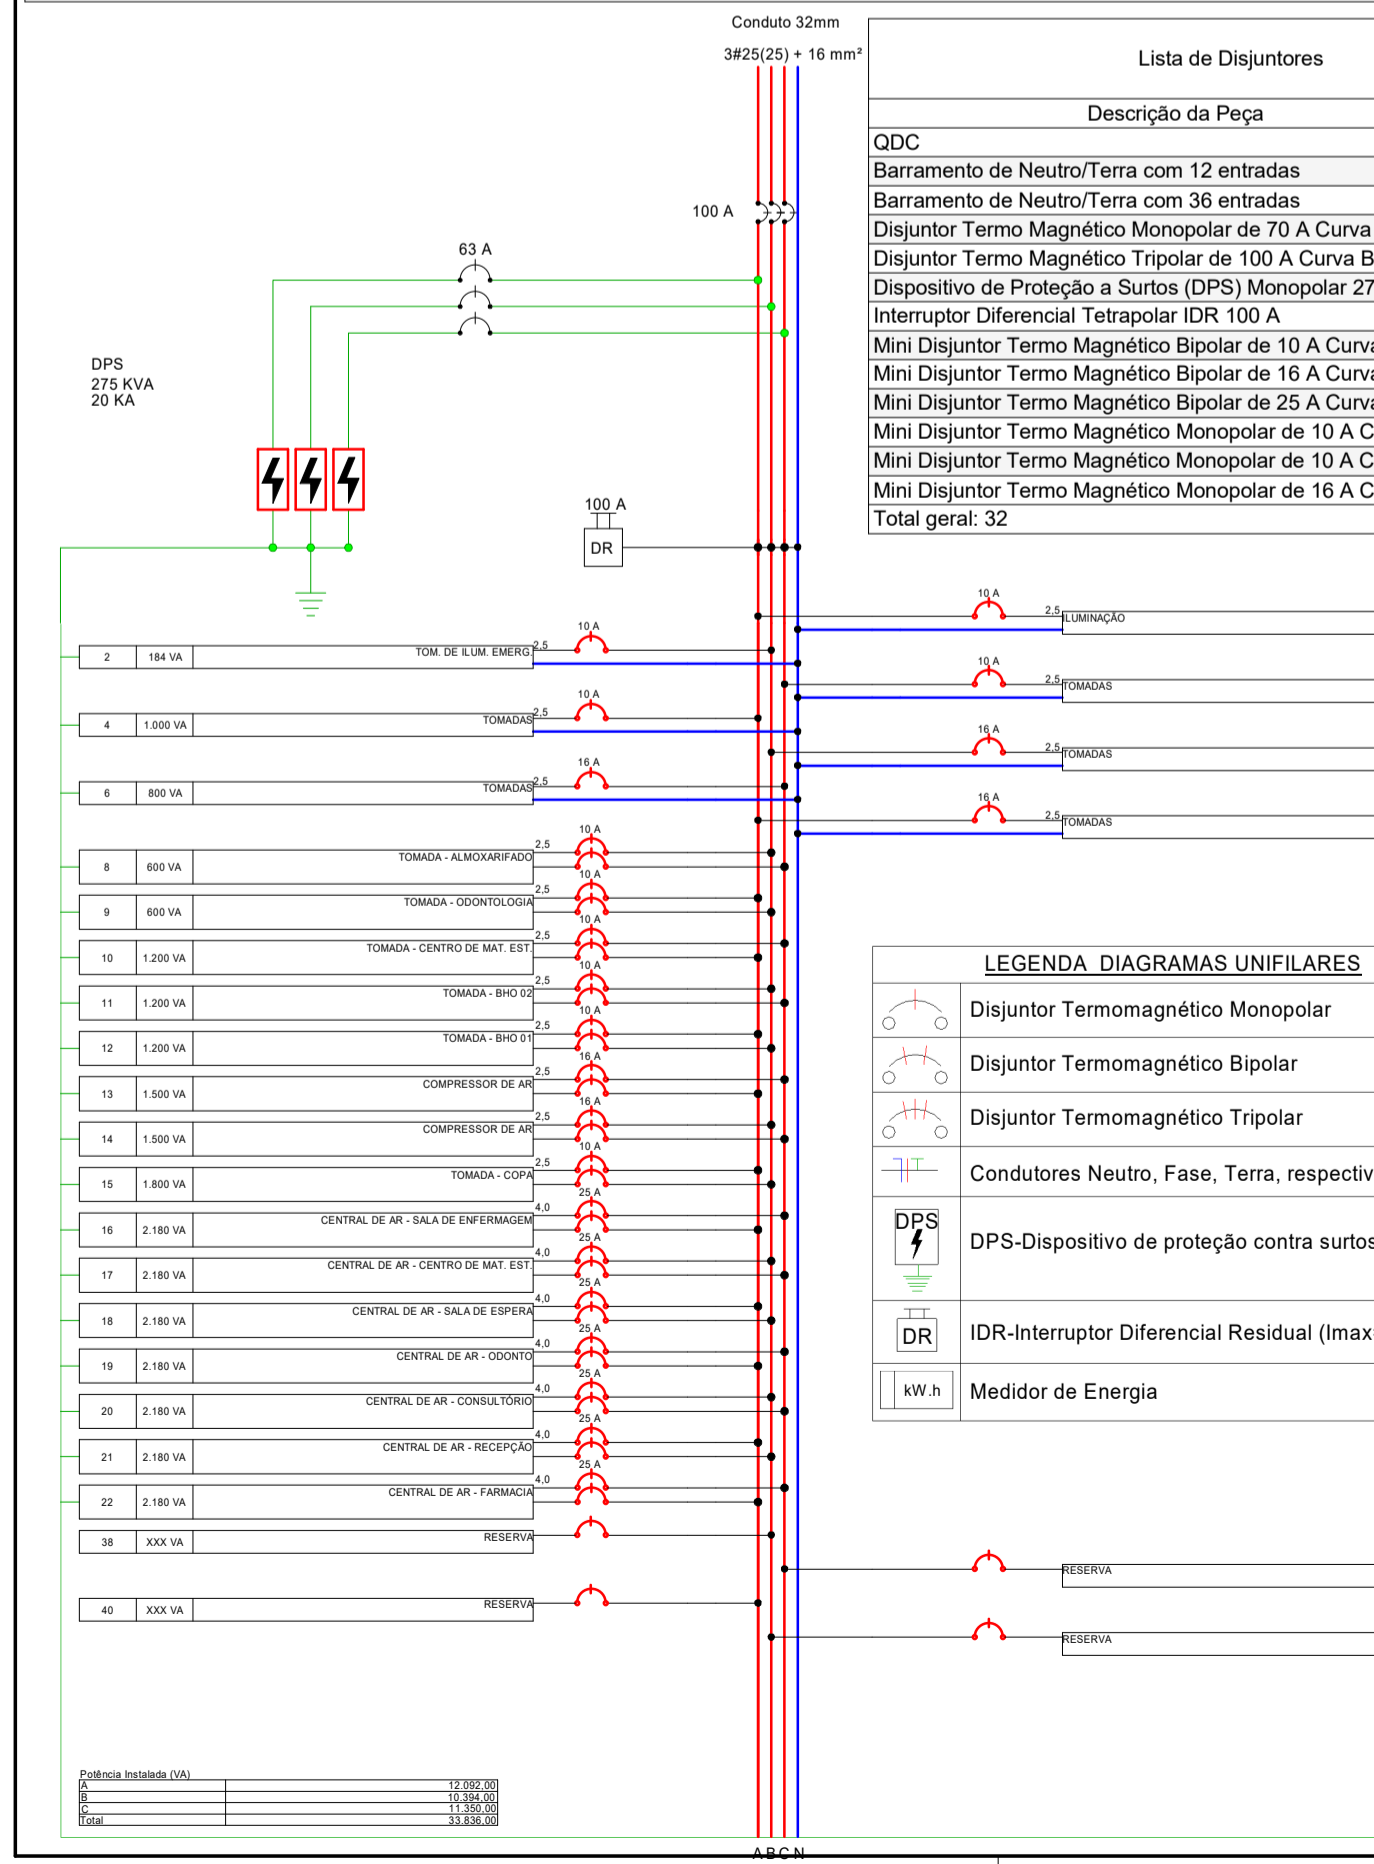 Conduto 32mm
3#25(25) + 16 mm²
100 A
63 A
DPS
275 KVA
20 KA
100 A
DR
Lista de Disjuntores
Descrição da Peça
QDC
Barramento de Neutro/Terra com 12 entradas
Barramento de Neutro/Terra com 36 entradas
Disjuntor Termo Magnético Monopolar de 70 A Curva
Disjuntor Termo Magnético Tripolar de 100 A Curva B
Dispositivo de Proteção a Surtos (DPS) Monopolar 27
Interruptor Diferencial Tetrapolar IDR 100 A
Mini Disjuntor Termo Magnético Bipolar de 10 A Curva
Mini Disjuntor Termo Magnético Bipolar de 16 A Curva
Mini Disjuntor Termo Magnético Bipolar de 25 A Curva
Mini Disjuntor Termo Magnético Monopolar de 10 A C
Mini Disjuntor Termo Magnético Monopolar de 10 A C
Mini Disjuntor Termo Magnético Monopolar de 16 A C
Total geral: 32
2 184 VA TOM. DE ILUM. EMERG. 2,5 10 A
4 1.000 VA TOMADAS 2,5 10 A
6 800 VA TOMADAS 2,5 16 A
8 600 VA TOMADA - ALMOXARIFADO 2,5 10 A
9 600 VA TOMADA - ODONTOLOGIA 2,5 10 A
10 1.200 VA TOMADA - CENTRO DE MAT. EST. 2,5 10 A
11 1.200 VA TOMADA - BHO 02 2,5 10 A
12 1.200 VA TOMADA - BHO 01 2,5 10 A
13 1.500 VA COMPRESSOR DE AR 2,5 16 A
14 1.500 VA COMPRESSOR DE AR 2,5 16 A
15 1.800 VA TOMADA - COPA 2,5 10 A
16 2.180 VA CENTRAL DE AR - SALA DE ENFERMAGEM 4,0 25 A
17 2.180 VA CENTRAL DE AR - CENTRO DE MAT. EST. 4,0 25 A
18 2.180 VA CENTRAL DE AR - SALA DE ESPERA 4,0 25 A
19 2.180 VA CENTRAL DE AR - ODONTO 4,0 25 A
20 2.180 VA CENTRAL DE AR - CONSULTÓRIO 4,0 25 A
21 2.180 VA CENTRAL DE AR - RECEPÇÃO 4,0 25 A
22 2.180 VA CENTRAL DE AR - FARMACIA 4,0 25 A
38 XXX VA RESERVA
40 XXX VA RESERVA
10 A 2,5 ILUMINAÇÃO
10 A 2,5 TOMADAS
16 A 2,5 TOMADAS
16 A 2,5 TOMADAS
LEGENDA DIAGRAMAS UNIFILARES
Disjuntor Termomagnético Monopolar
Disjuntor Termomagnético Bipolar
Disjuntor Termomagnético Tripolar
Condutores Neutro, Fase, Terra, respectiv
DPS DPS-Dispositivo de proteção contra surtos
DR IDR-Interruptor Diferencial Residual (Imax
kW.h Medidor de Energia
RESERVA
RESERVA
Potência Instalada (VA)
A 12.092,00
B 10.394,00
C 11.350,00
Total 33.836,00
A B C N